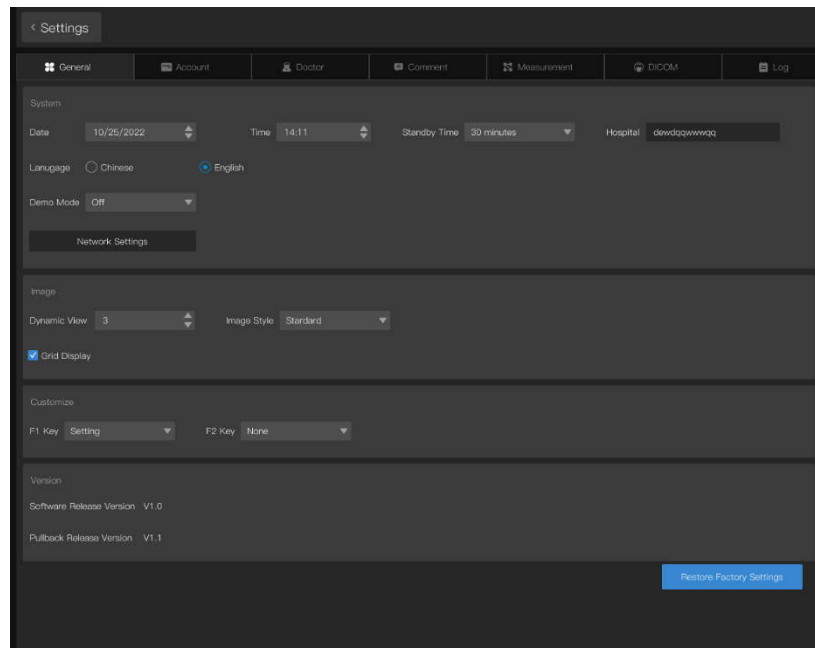 < Settings
General Account Doctor Comment Measurement DICOM Log
System
Date 10/25/2022 Time 14:11 Standby Time 30 minutes Hospital dewdqqwwwqq
Lanugage Chinese English
Demo Mode Off
Network Settings
Image
Dynamic View 3 Image Style Standard
Grid Display
Customize
F1 Key Setting F2 Key None
Version
Software Release Version V1.0
Pullback Release Version V1.1
Restore Factory Settings